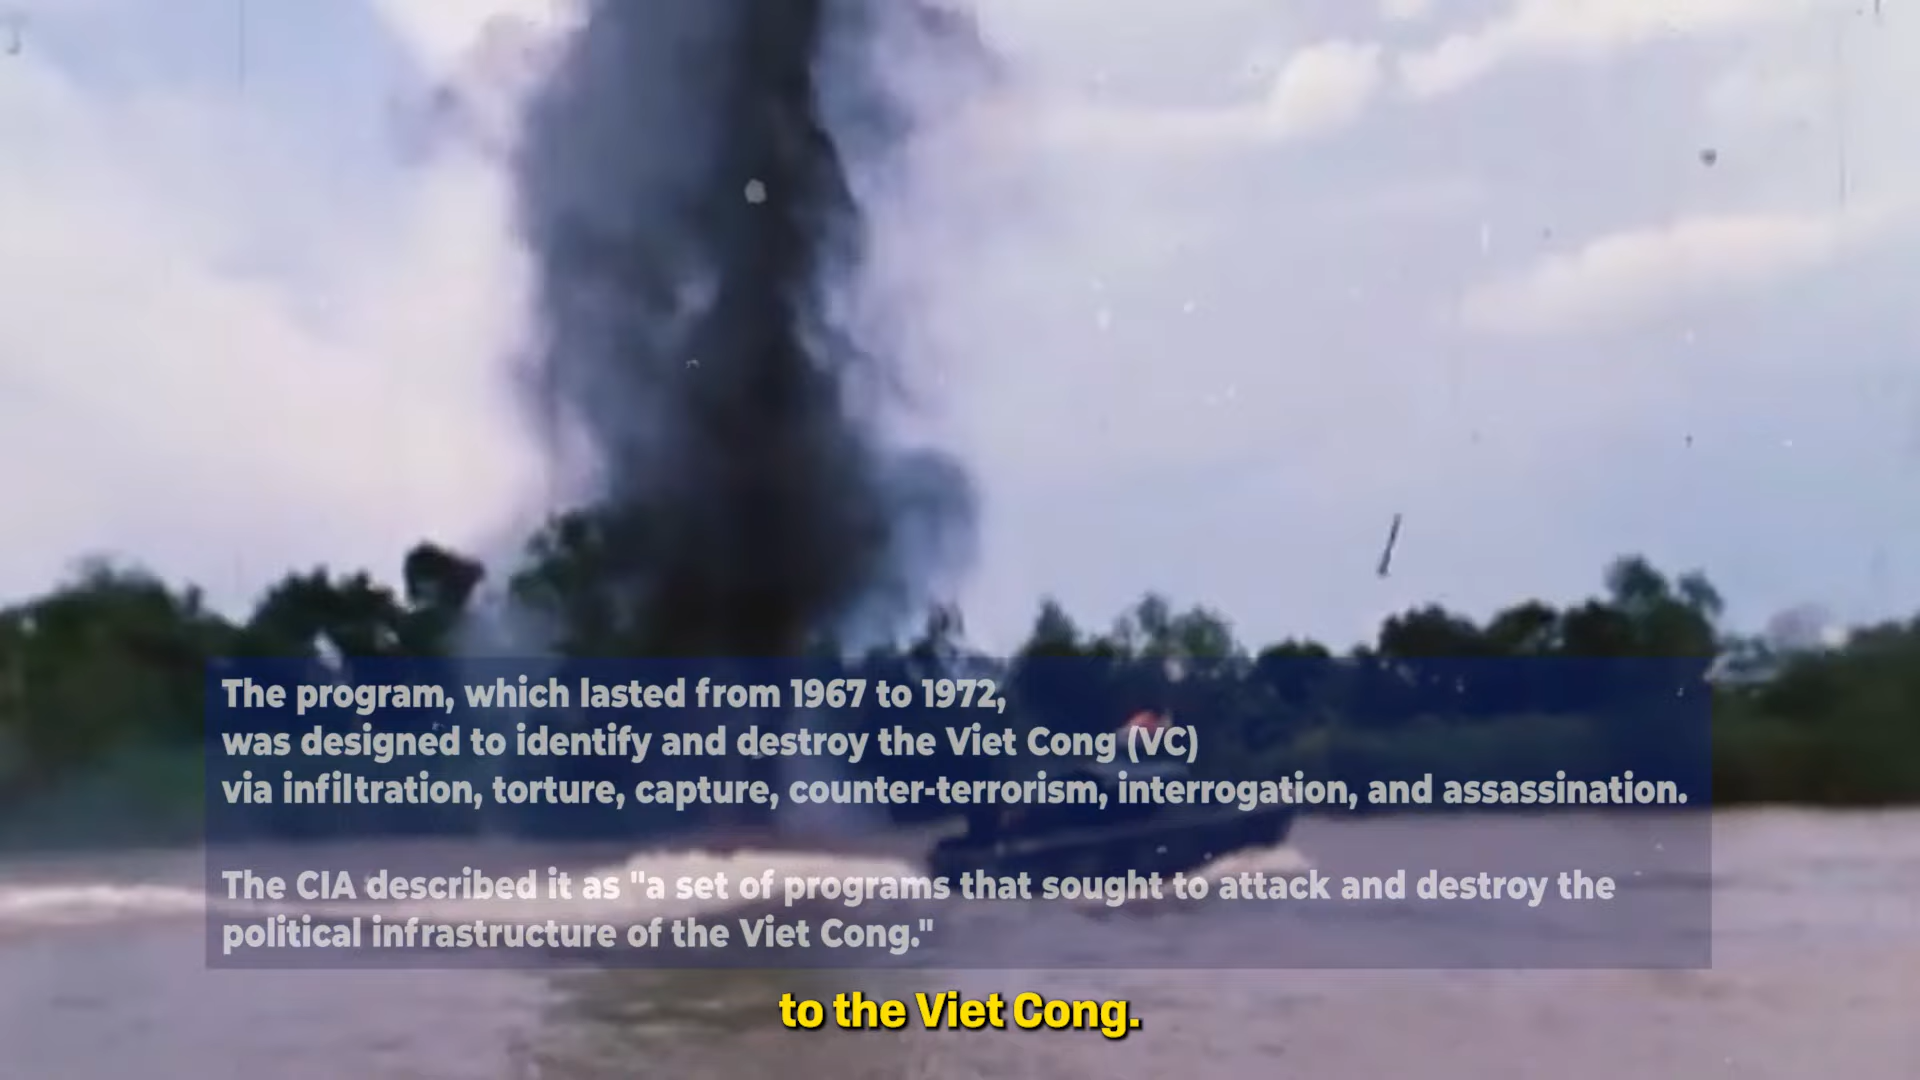 The program, which lasted from 1967 to 1972,
was designed to identify and destroy the Viet Cong (VC)
via infiltration, torture, capture, counter-terrorism, interrogation, and assassination.
The CIA described it as "a set of programs that sought to attack and destroy the
political infrastructure of the Viet Cong."
to the Viet Cong.